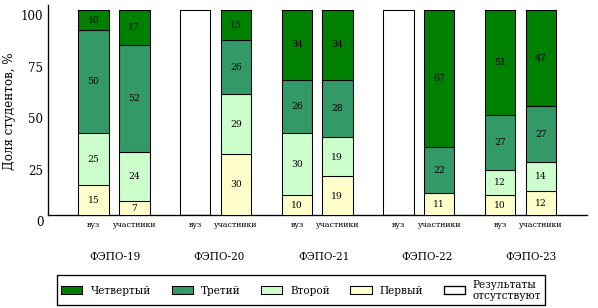 Доля студентов, %
100
75
50
25
0
10 17 15 34 34 67 51 47
50 52 26 26 28 22 27 27
25 24 29 30 19 12 14
15 7 30 10 19 11 10 12
вуз участники вуз участники вуз участники вуз участники вуз участники
ФЭПО-19 ФЭПО-20 ФЭПО-21 ФЭПО-22 ФЭПО-23
Четвертый Третий Второй Первый Результаты
отсутствуют